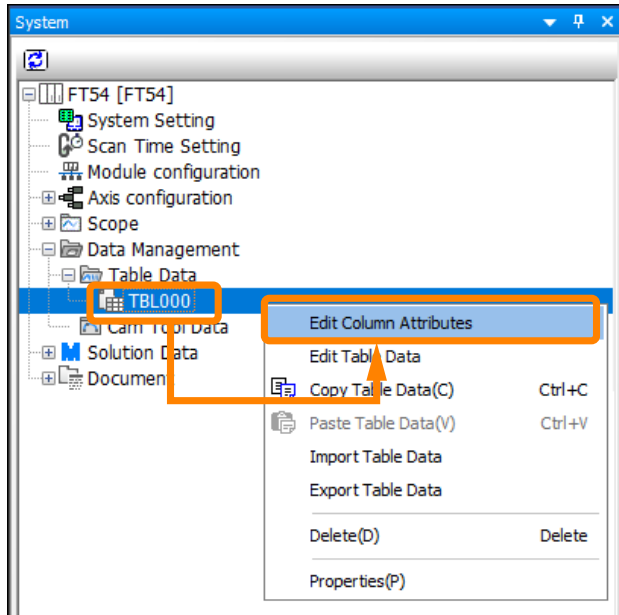 System
FT54 [FT54]
System Setting
Scan Time Setting
Module configuration
Axis configuration
Scope
Data Management
Table Data
TBL000
Cam Tool Data
Solution Data
Document
Edit Column Attributes
Edit Table Data
Copy Table Data(C) Ctrl+C
Paste Table Data(V) Ctrl+V
Import Table Data
Export Table Data
Delete(D) Delete
Properties(P)